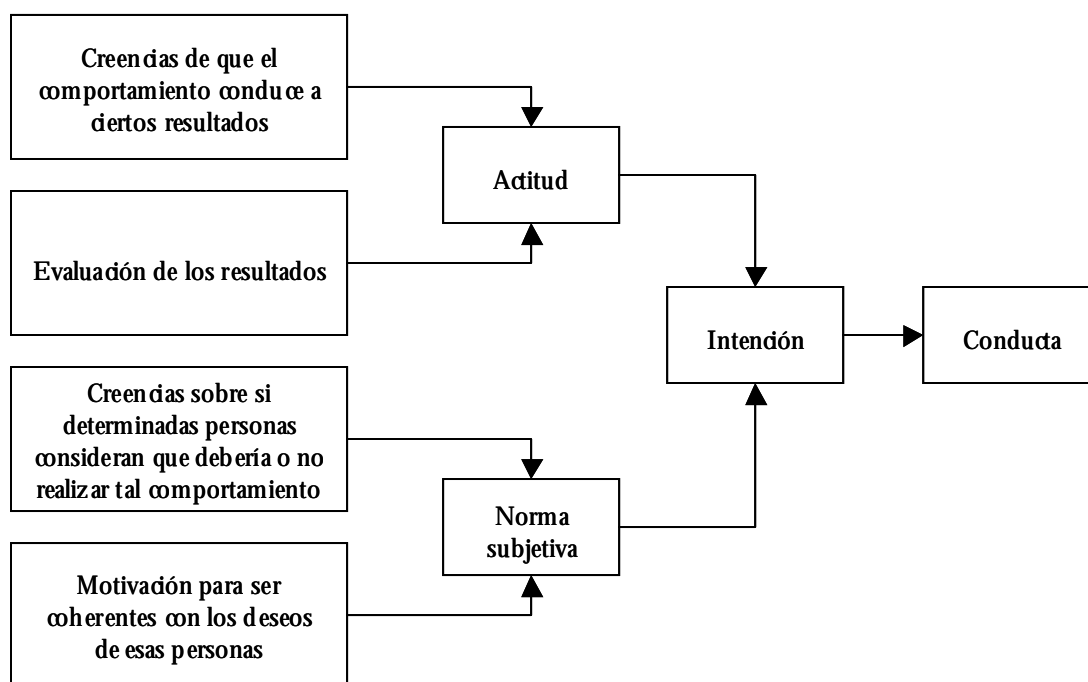 Creencias de que el
comportamiento conduce a
ciertos resultados
Actitud
Evaluación de los resultados
Intención
Conducta
Creencias sobre si
determinadas personas
consideran que debería o no
realizar tal comportamiento
Norma
subjetiva
Motivación para ser
coherentes con los deseos
de esas personas